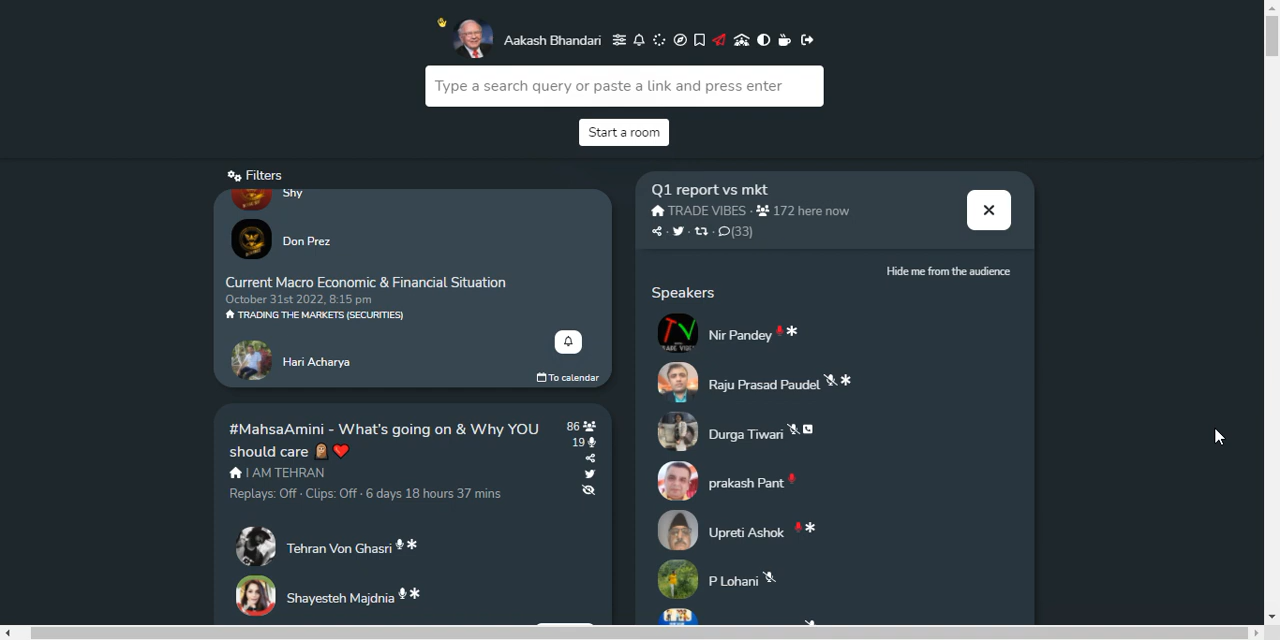 Aakash Bhandari
Type a search query or paste a link and press enter
Start a room
Filters
Shy
Don Prez
Current Macro Economic & Financial Situation
October 31st 2022, 8:15 pm
TRADING THE MARKETS (SECURITIES)
Hari Acharya
To calendar
#MahsaAmini - What's going on & Why YOU
should care
86
19
I AM TEHRAN
Replays: Off · Clips: Off · 6 days 18 hours 37 mins
Tehran Von Ghasri
Shayesteh Majdnia
Q1 report vs mkt
TRADE VIBES · 172 here now
(33)
Hide me from the audience
Speakers
Nir Pandey
Raju Prasad Paudel
Durga Tiwari
prakash Pant
Upreti Ashok
P Lohani